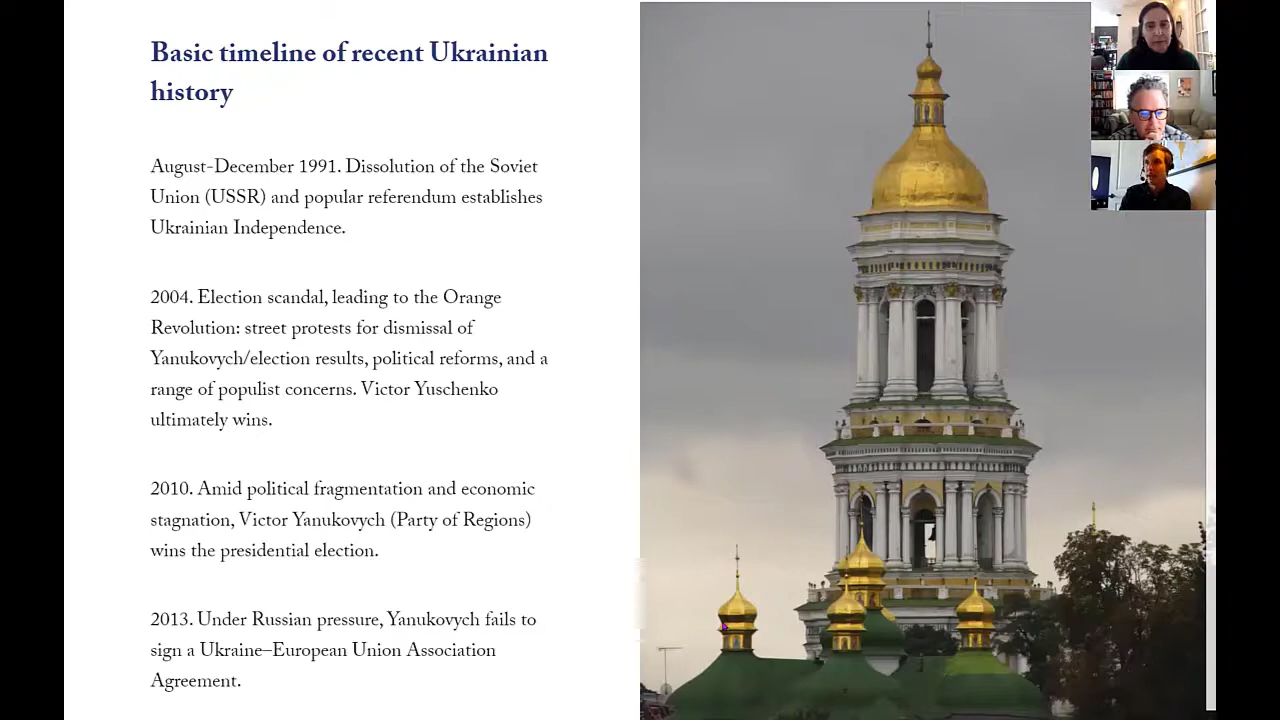 Basic timeline of recent Ukrainian
history
August-December 1991. Dissolution of the Soviet
Union (USSR) and popular referendum establishes
Ukrainian Independence.
2004. Election scandal, leading to the Orange
Revolution: street protests for dismissal of
Yanukovych/election results, political reforms, and a
range of populist concerns. Victor Yuschenko
ultimately wins.
2010. Amid political fragmentation and economic
stagnation, Victor Yanukovych (Party of Regions)
wins the presidential election.
2013. Under Russian pressure, Yanukovych fails to
sign a Ukraine–European Union Association
Agreement.